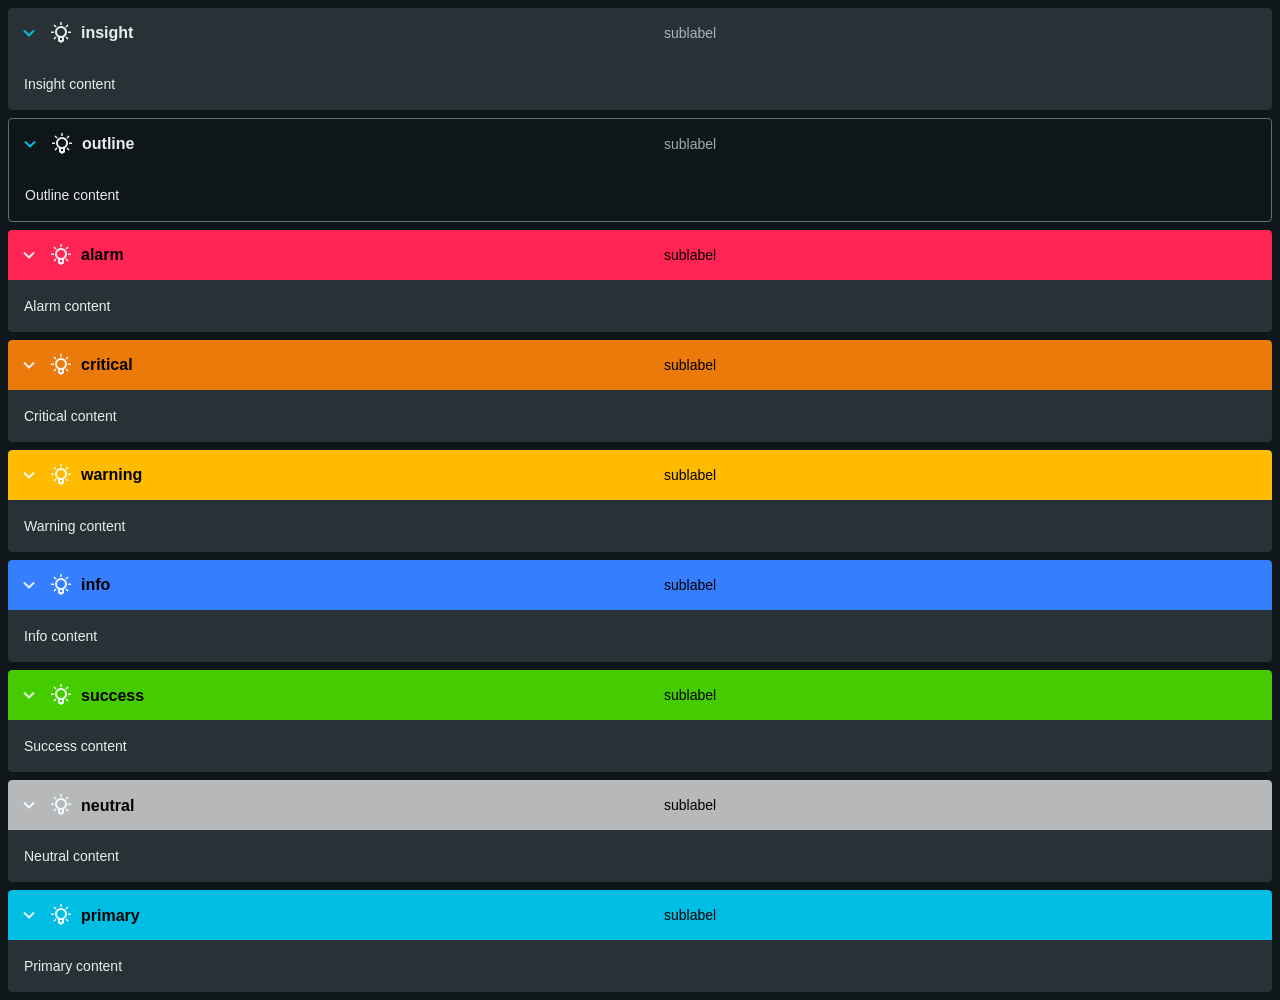 insight sublabel
Insight content
outline sublabel
Outline content
alarm sublabel
Alarm content
critical sublabel
Critical content
warning sublabel
Warning content
info sublabel
Info content
success sublabel
Success content
neutral sublabel
Neutral content
primary sublabel
Primary content